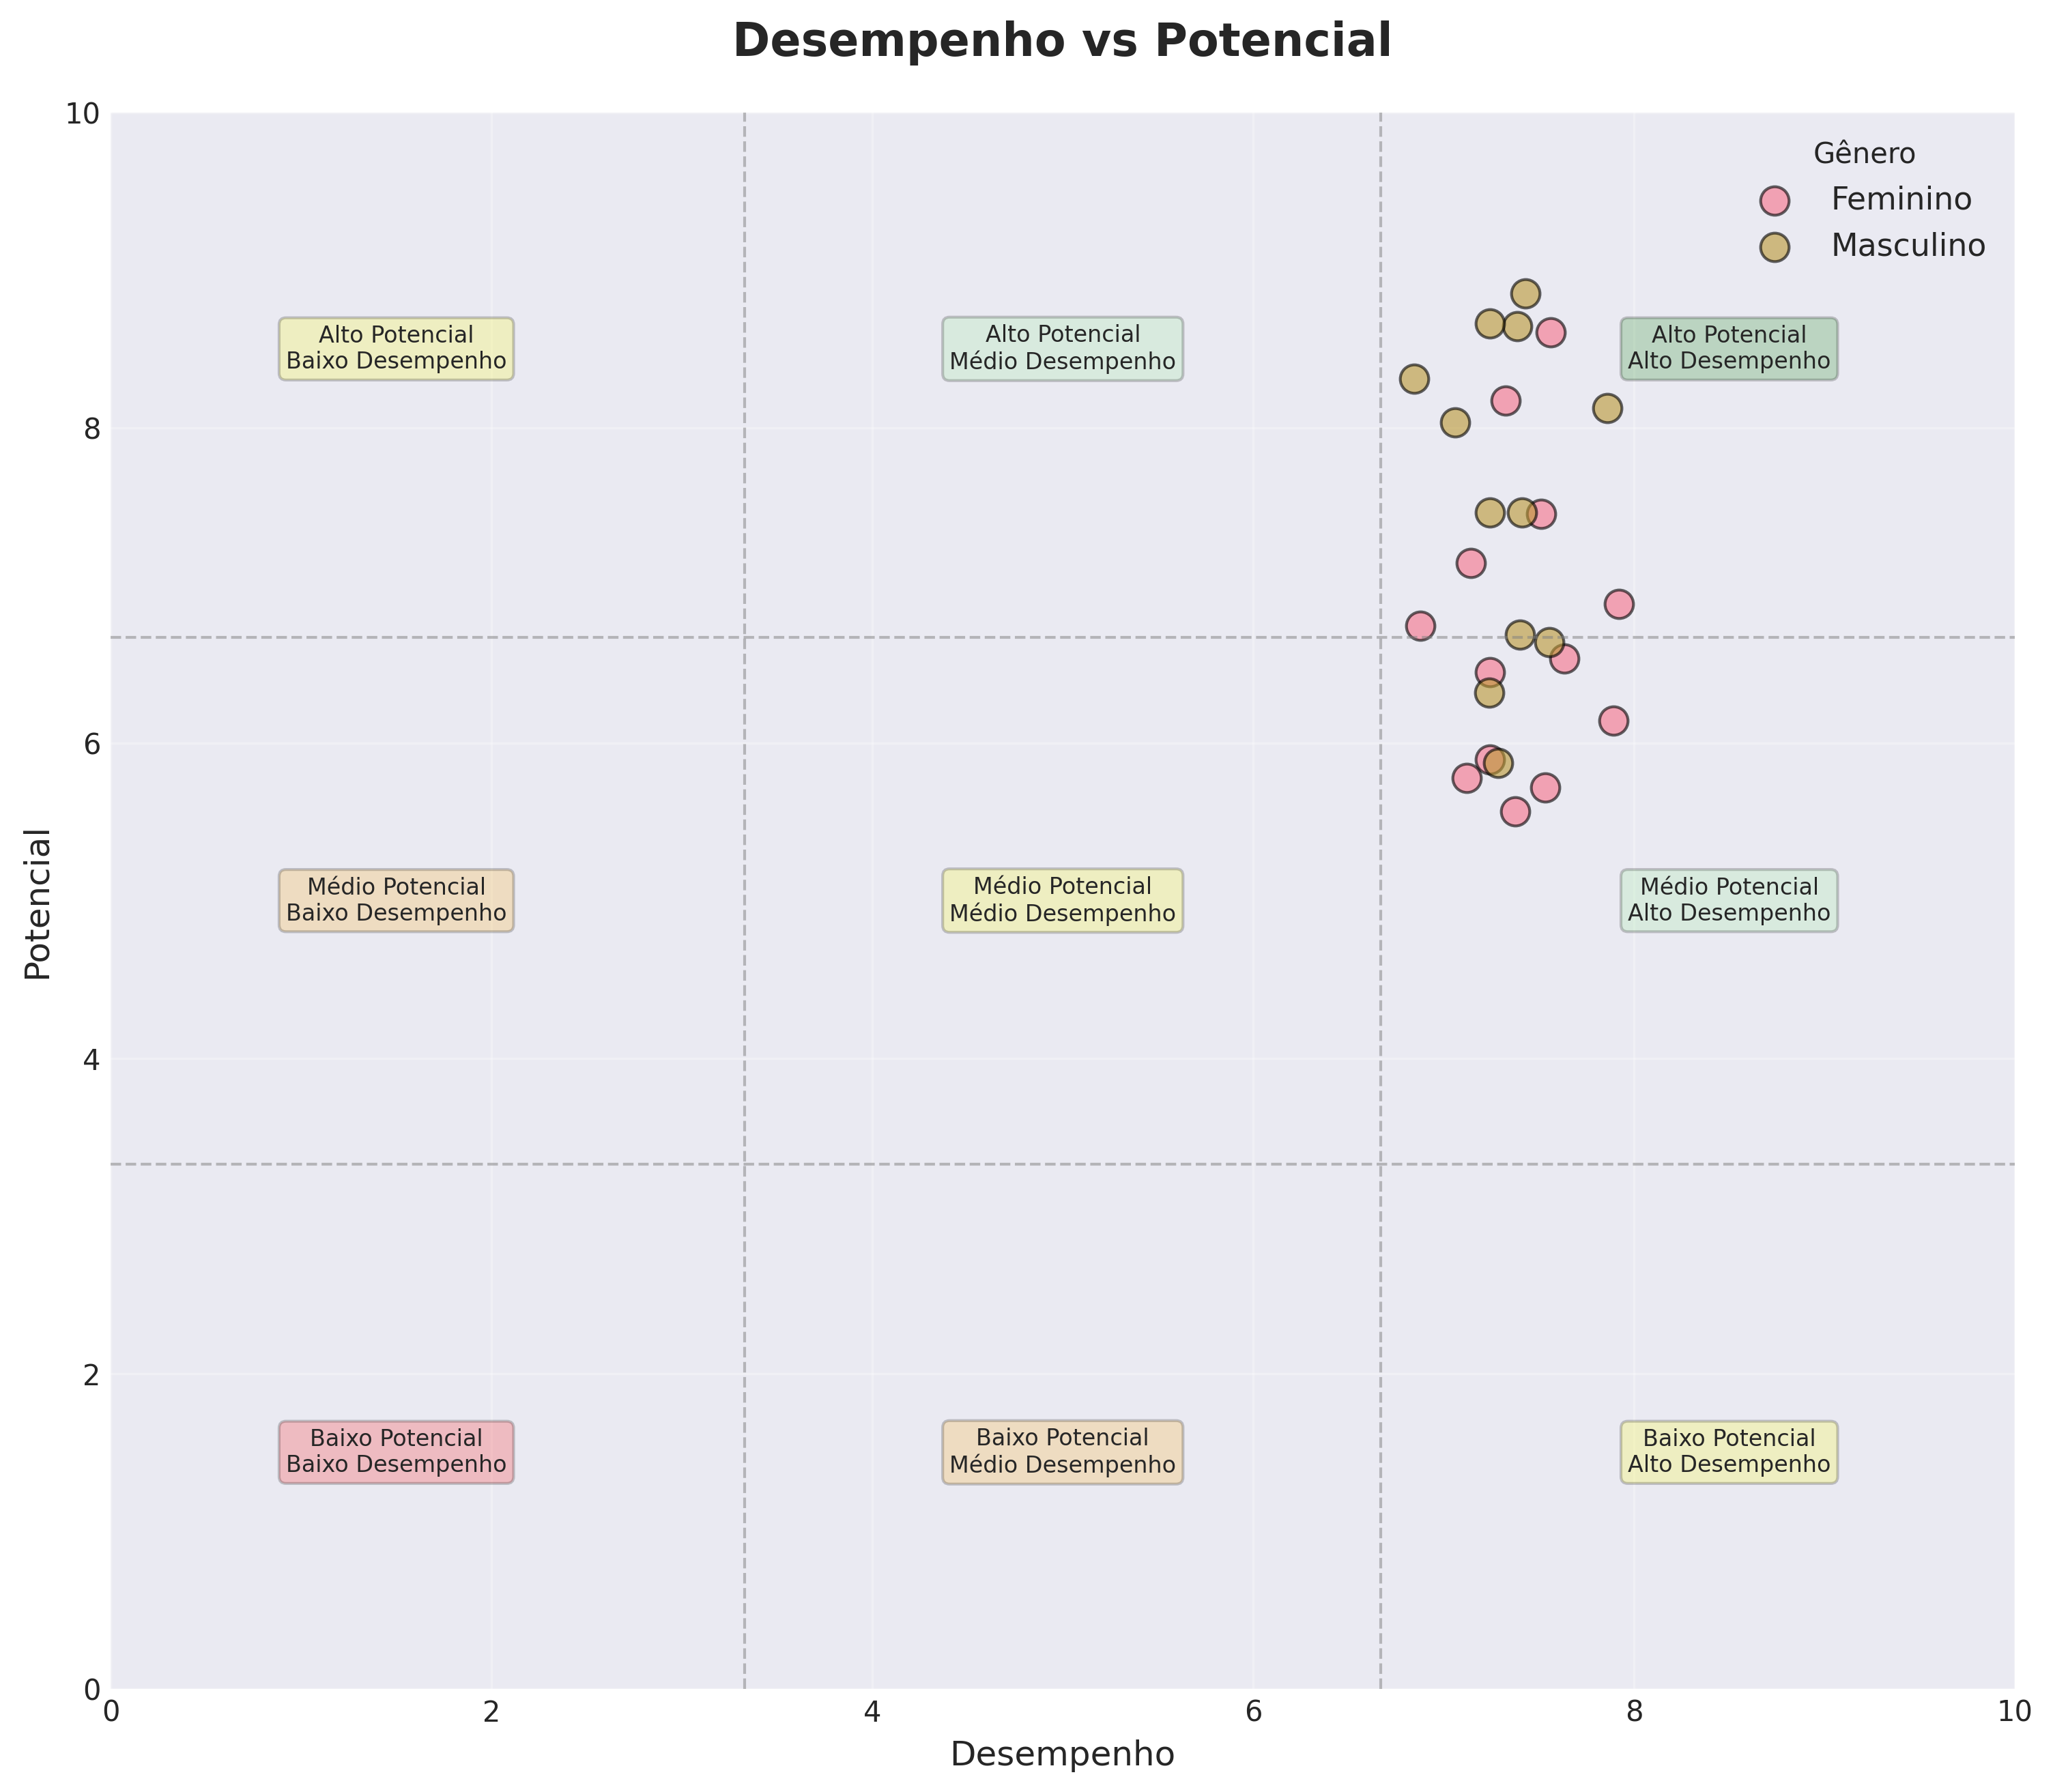 Desempenho vs Potencial
10
Gênero
Feminino
Masculino
Alto Potencial
Baixo Desempenho
Alto Potencial
Médio Desempenho
Alto Potencial
Alto Desempenho
8
6
Potencial
Médio Potencial
Baixo Desempenho
Médio Potencial
Médio Desempenho
Médio Potencial
Alto Desempenho
4
2
Baixo Potencial
Baixo Desempenho
Baixo Potencial
Médio Desempenho
Baixo Potencial
Alto Desempenho
0
0 2 4 6 8 10
Desempenho